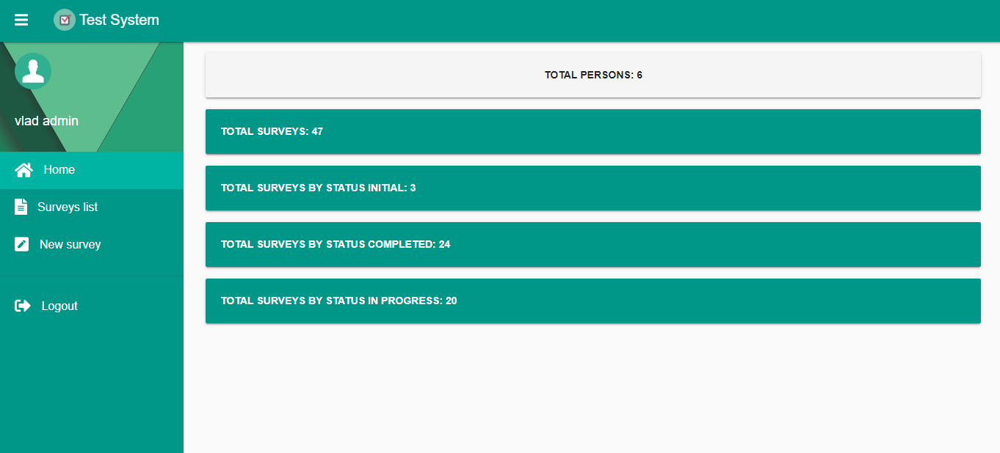 Test System
vlad admin
Home
Surveys list
New survey
Logout
TOTAL PERSONS: 6
TOTAL SURVEYS: 47
TOTAL SURVEYS BY STATUS INITIAL: 3
TOTAL SURVEYS BY STATUS COMPLETED: 24
TOTAL SURVEYS BY STATUS IN PROGRESS: 20